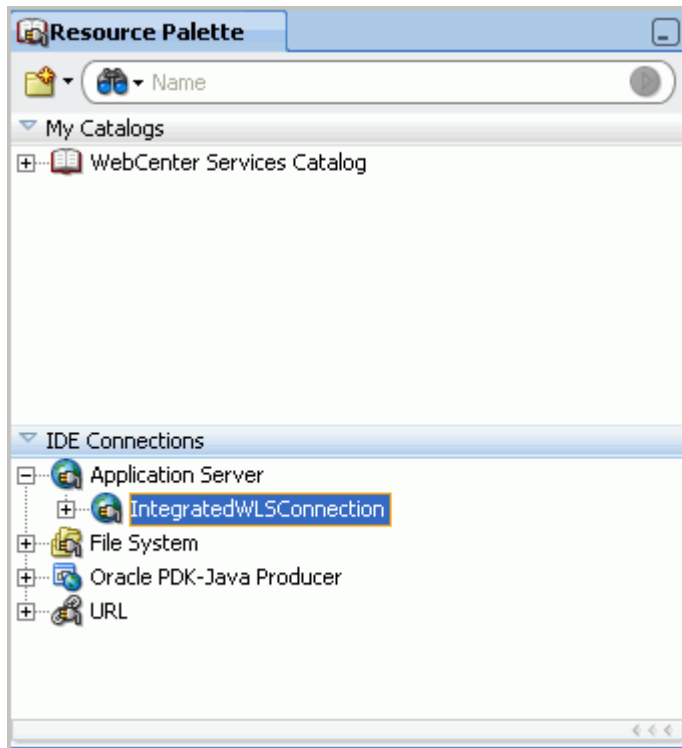 Resource Palette
Name
My Catalogs
WebCenter Services Catalog
IDE Connections
Application Server
IntegratedWLSConnection
File System
Oracle PDK-Java Producer
URL